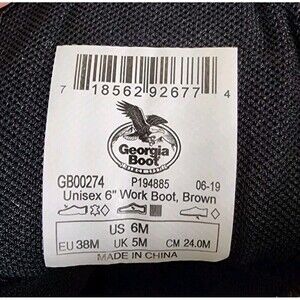 7 18562 92677 4
Georgia
Boot
GB00274 P194885 06-19
Unisex 6" Work Boot, Brown
US 6M
EU 38M UK 5M CM 24.0M
MADE IN CHINA